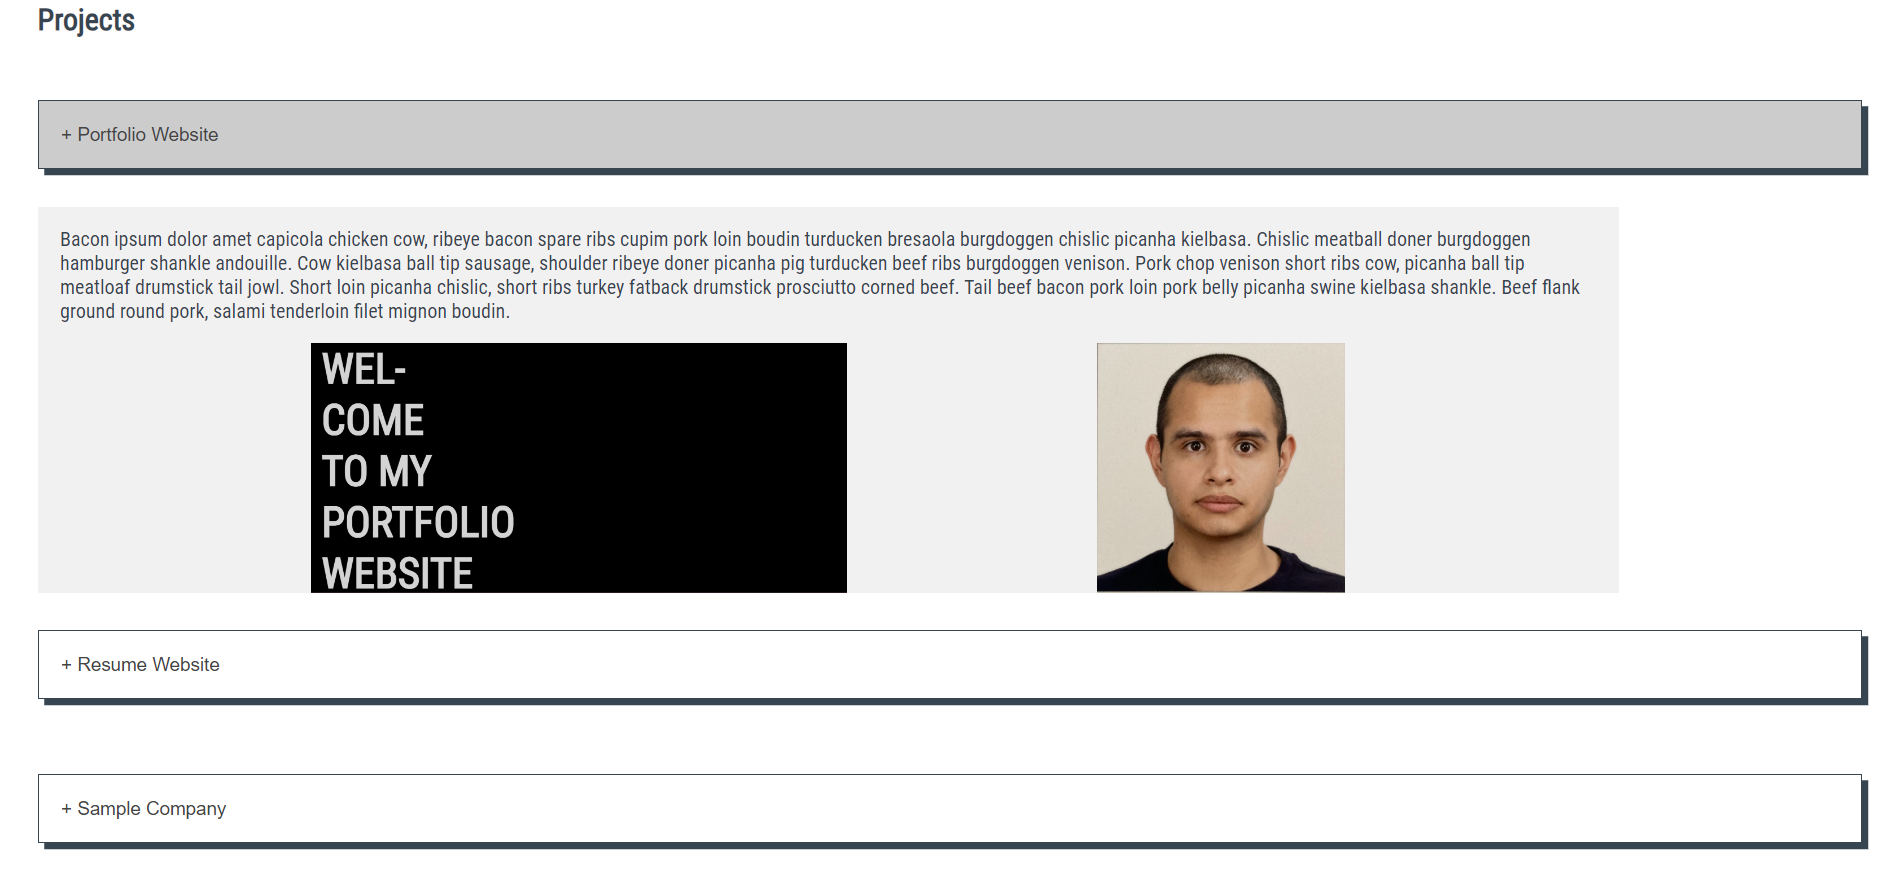 Projects
+ Portfolio Website
Bacon ipsum dolor amet capicola chicken cow, ribeye bacon spare ribs cupim pork loin boudin turducken bresaola burgdoggen chislic picanha kielbasa. Chislic meatball doner burgdoggen
hamburger shankle andouille. Cow kielbasa ball tip sausage, shoulder ribeye doner picanha pig turducken beef ribs burgdoggen venison. Pork chop venison short ribs cow, picanha ball tip
meatloaf drumstick tail jowl. Short loin picanha chislic, short ribs turkey fatback drumstick prosciutto corned beef. Tail beef bacon pork loin pork belly picanha swine kielbasa shankle. Beef flank
ground round pork, salami tenderloin filet mignon boudin.
WEL-
COME
TO MY
PORTFOLIO
WEBSITE
+ Resume Website
+ Sample Company